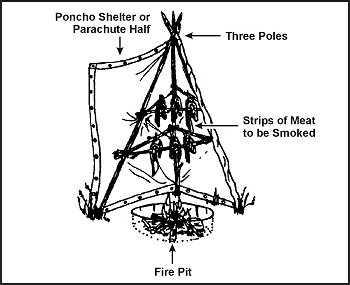 Poncho Shelter or
Parachute Half
Three Poles
Strips of Meat
to be Smoked
Fire Pit